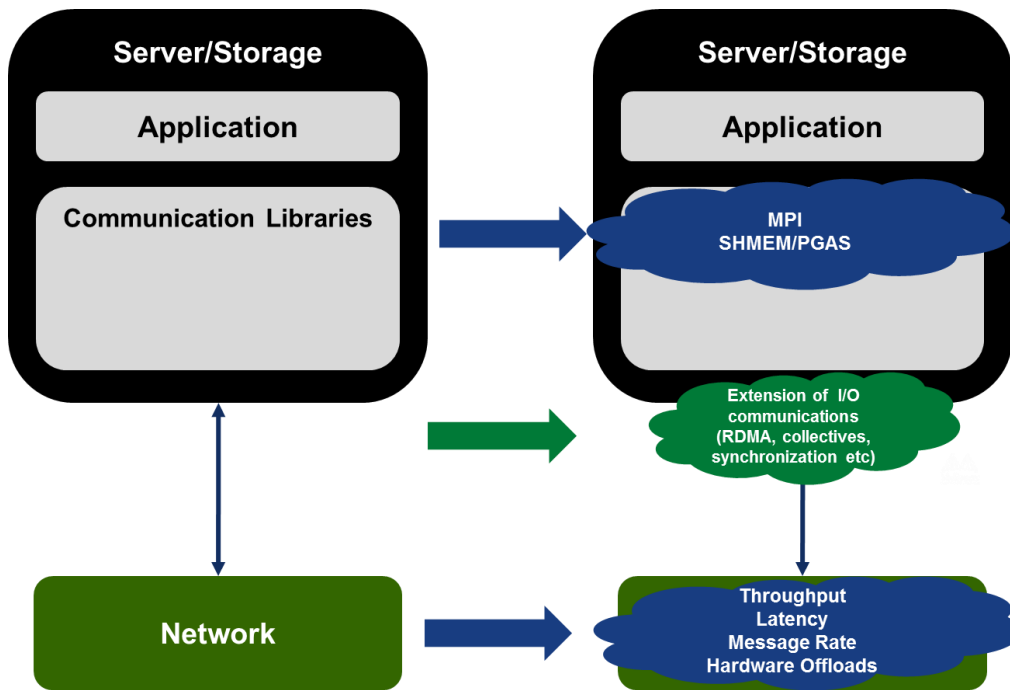 Server/Storage
Application
Communication Libraries
Network
Server/Storage
Application
MPI
SHMEM/PGAS
Extension of I/O
communications
(RDMA, collectives,
synchronization etc)
Throughput
Latency
Message Rate
Hardware Offloads